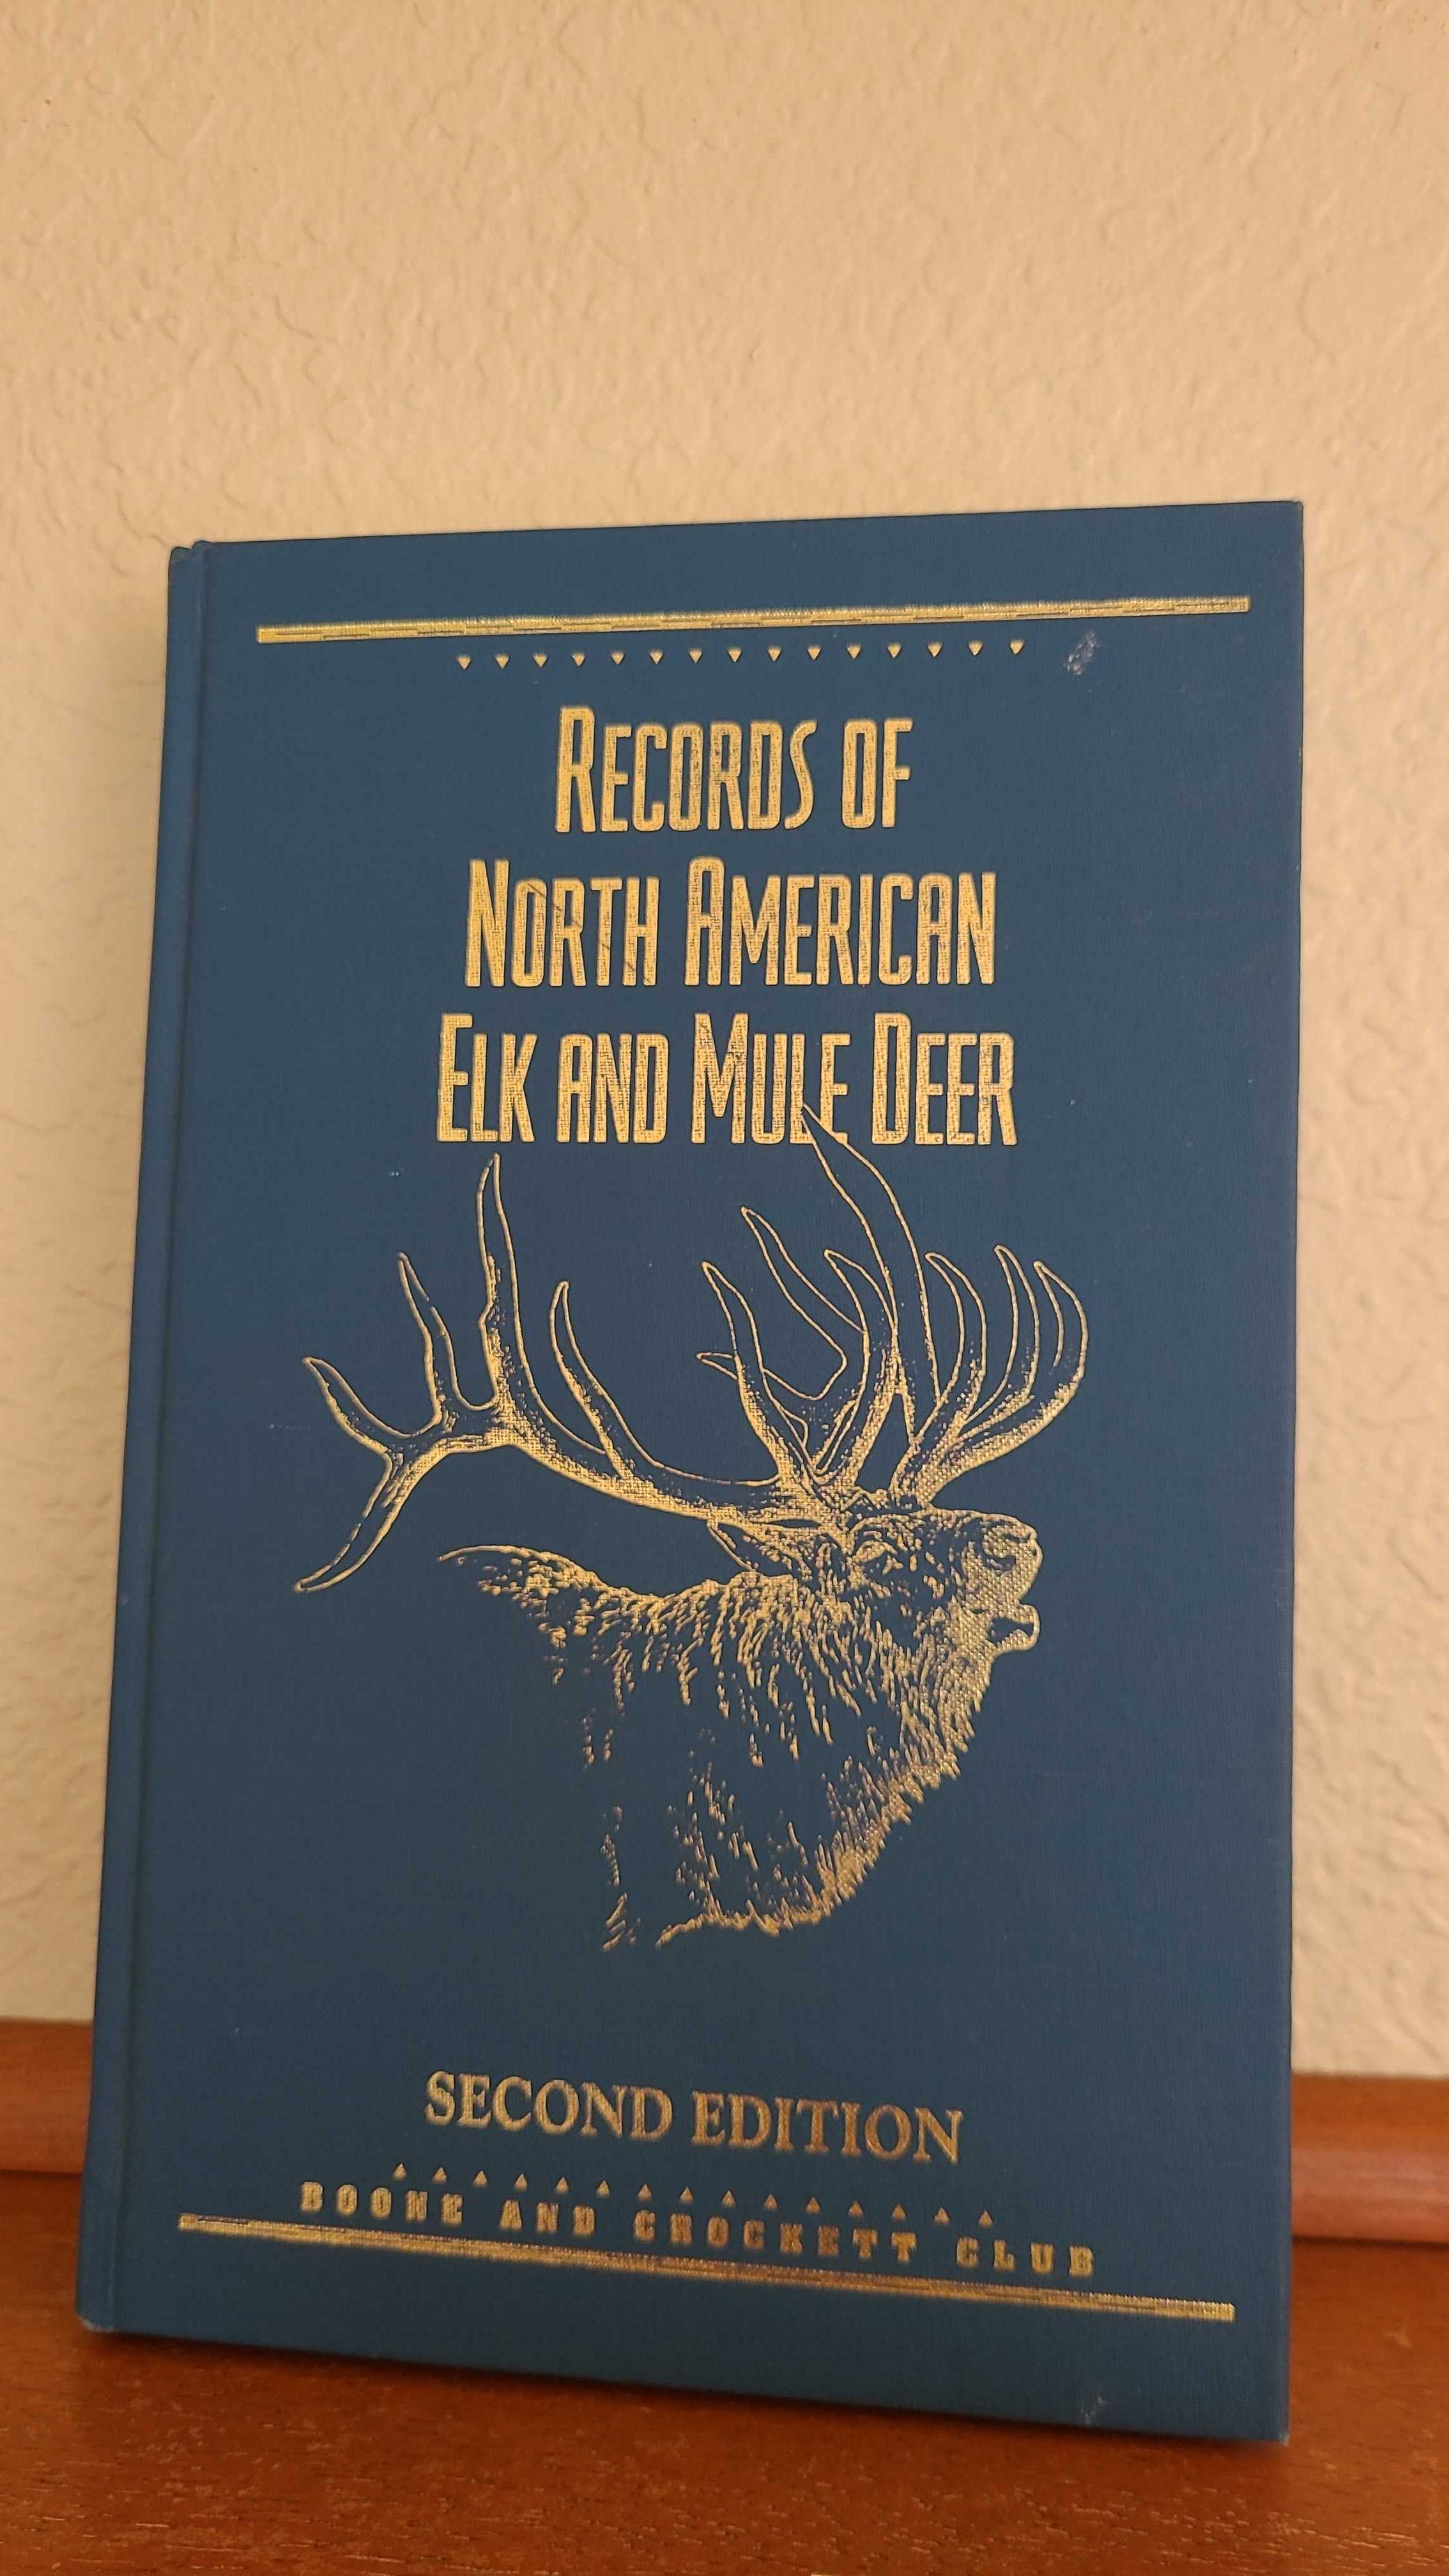 RECORDS OF
NORTH AMERICAN
ELK AND MULE DEER
SECOND EDITION
BOONE AND CROCKETT CLUB